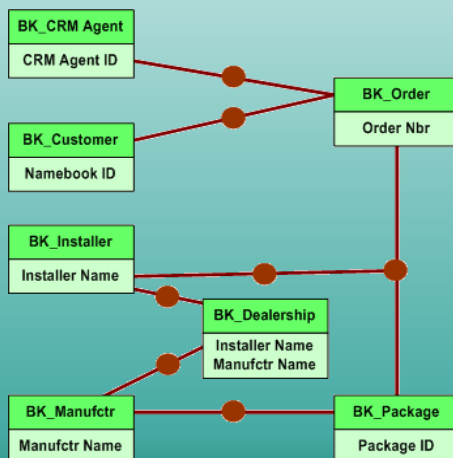 BK_CRM Agent
CRM Agent ID
BK_Order
Order Nbr
BK_Customer
Namebook ID
BK_Installer
Installer Name
BK_Dealership
Installer Name
Manufctr Name
BK_Manufctr
Manufctr Name
BK_Package
Package ID